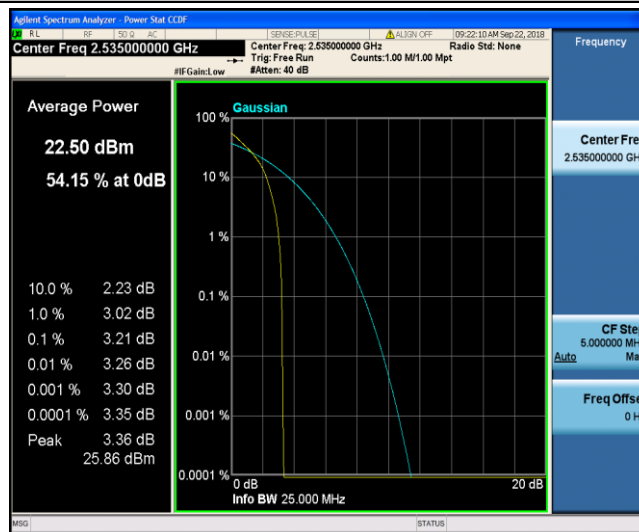 Agilent Spectrum Analyzer - Power Stat CCDF
RL RF 50 Ω AC SENSE:PULSE ALIGN OFF 09:22:10 AM Sep 22, 2018
Center Freq 2.535000000 GHz
Center Freq: 2.535000000 GHz Radio Std: None
Trig: Free Run Counts:1.00 M/1.00 Mpt
#IFGain:Low #Atten: 40 dB
Frequency
Average Power
22.50 dBm
54.15 % at 0dB
10.0 % 2.23 dB
1.0 % 3.02 dB
0.1 % 3.21 dB
0.01 % 3.26 dB
0.001 % 3.30 dB
0.0001 % 3.35 dB
Peak 3.36 dB
25.86 dBm
Gaussian
100 %
10 %
1 %
0.1 %
0.01 %
0.001 %
0.0001 %
0 dB 20 dB
Info BW 25.000 MHz
Center Fre
2.535000000 GH
CF Ste
5.000000 MH
Auto Ma
Freq Offse
0 H
MSG STATUS